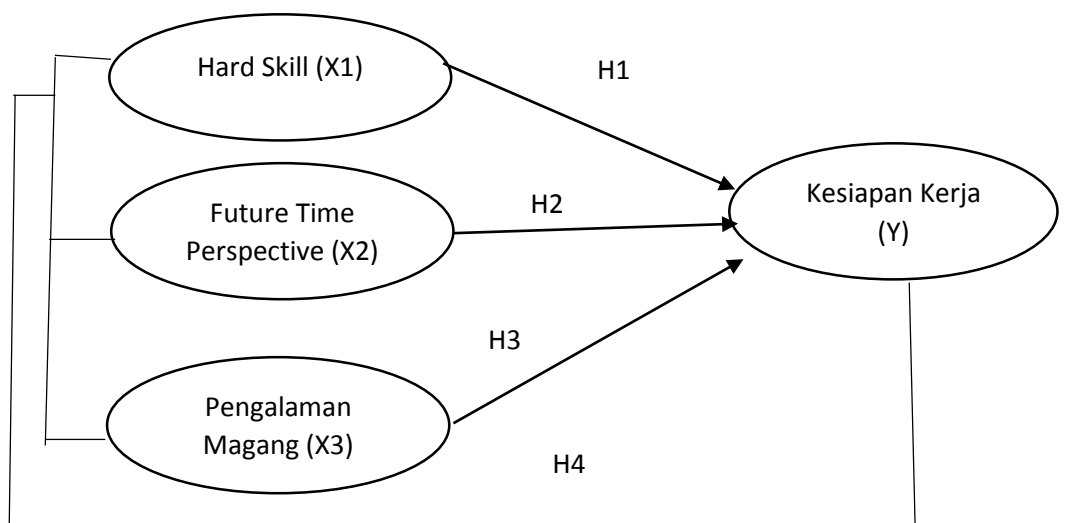 Hard Skill (X1)
H1
Future Time
Perspective (X2)
H2
Kesiapan Kerja
(Y)
H3
Pengalaman
Magang (X3)
H4